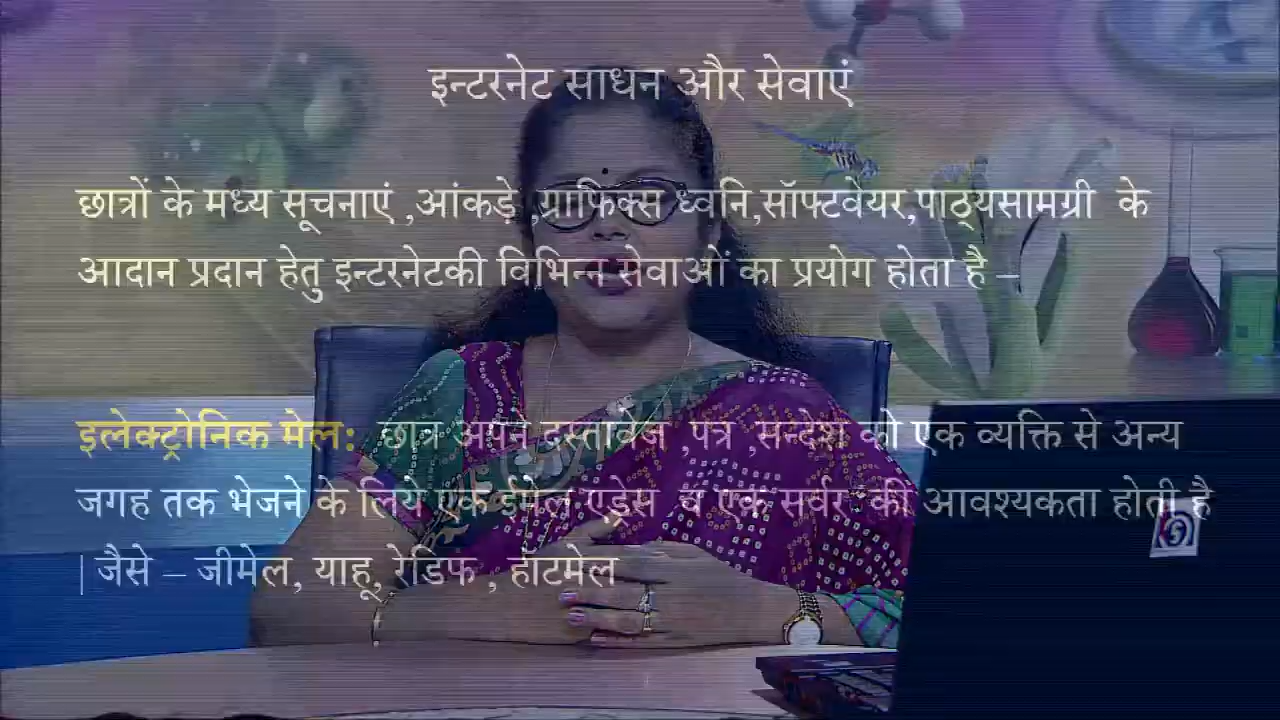 इन्टरनेट साधन और सेवाएं
छात्रों के मध्य सूचनाएं ,आंकड़े ,ग्राफिक्स ध्वनि,सॉफ्टवेयर,पाठ्यसामग्री के
आदान प्रदान हेतु इन्टरनेटकी विभिन्न सेवाओं का प्रयोग होता है –
इलेक्ट्रोनिक मेल: छात्र अपने दस्तावेज ,पत्र ,सन्देश को एक व्यक्ति से अन्य
जगह तक भेजने के लिये एक ईमेल एड्रेस व एक सर्वर की आवश्यकता होती है
| जैसे – जीमेल, याहू, रेडिफ , हॉटमेल